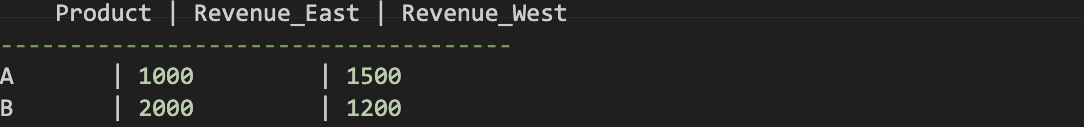 Product | Revenue_East | Revenue_West
-------------------------------------
A | 1000 | 1500
B | 2000 | 1200